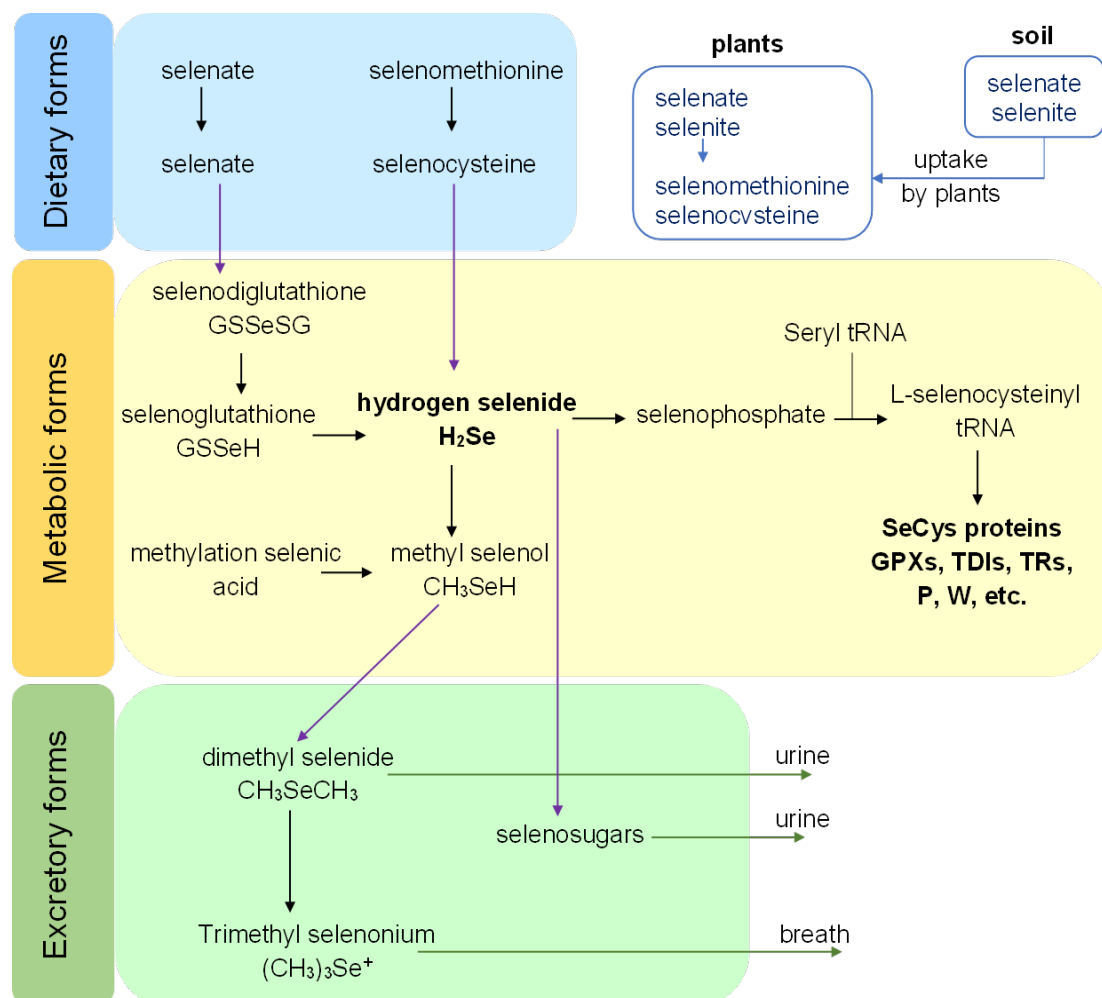 Dietary forms
selenate
selenomethionine
selenate
selenocysteine
plants
selenate
selenite
selenomethionine
selenocvsteine
soil
selenate
selenite
uptake
by plants
Metabolic forms
selenodiglutathione
GSSeSG
selenoglutathione
GSSeH
hydrogen selenide
H₂Se
selenophosphate
Seryl tRNA
L-selenocysteinyl
tRNA
methylation selenic
acid
methyl selenol
CH₃SeH
SeCys proteins
GPXs, TDIs, TRs,
P, W, etc.
Excretory forms
dimethyl selenide
CH₃SeCH₃
urine
selenosugars
urine
Trimethyl selenonium
(CH₃)₃Se⁺
breath